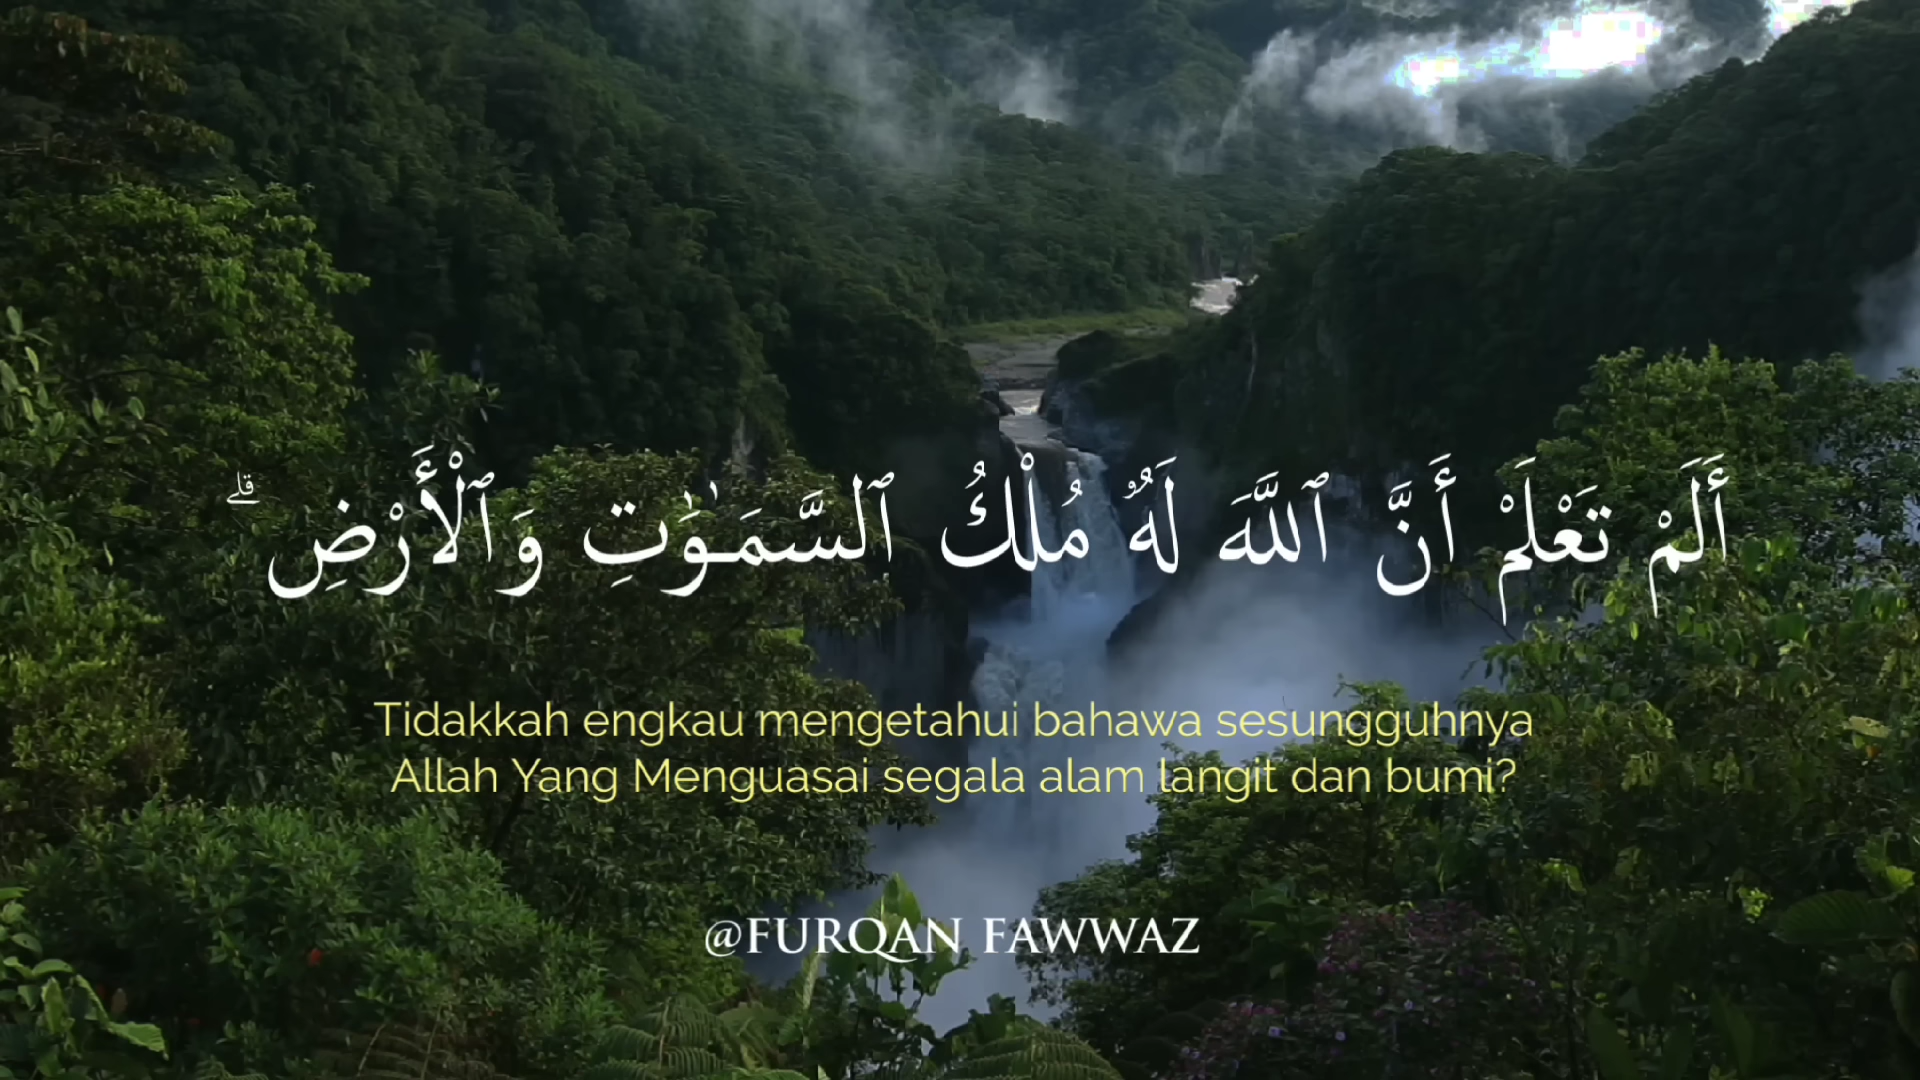 أَلَمْ تَعْلَمْ أَنَّ ٱللَّهَ لَهُۥ مُلْكُ ٱلسَّمَـٰوَٰتِ وَٱلْأَرْضِ ۗ
Tidakkah engkau mengetahui bahawa sesungguhnya
Allah Yang Menguasai segala alam langit dan bumi?
@FURQAN FAWWAZ